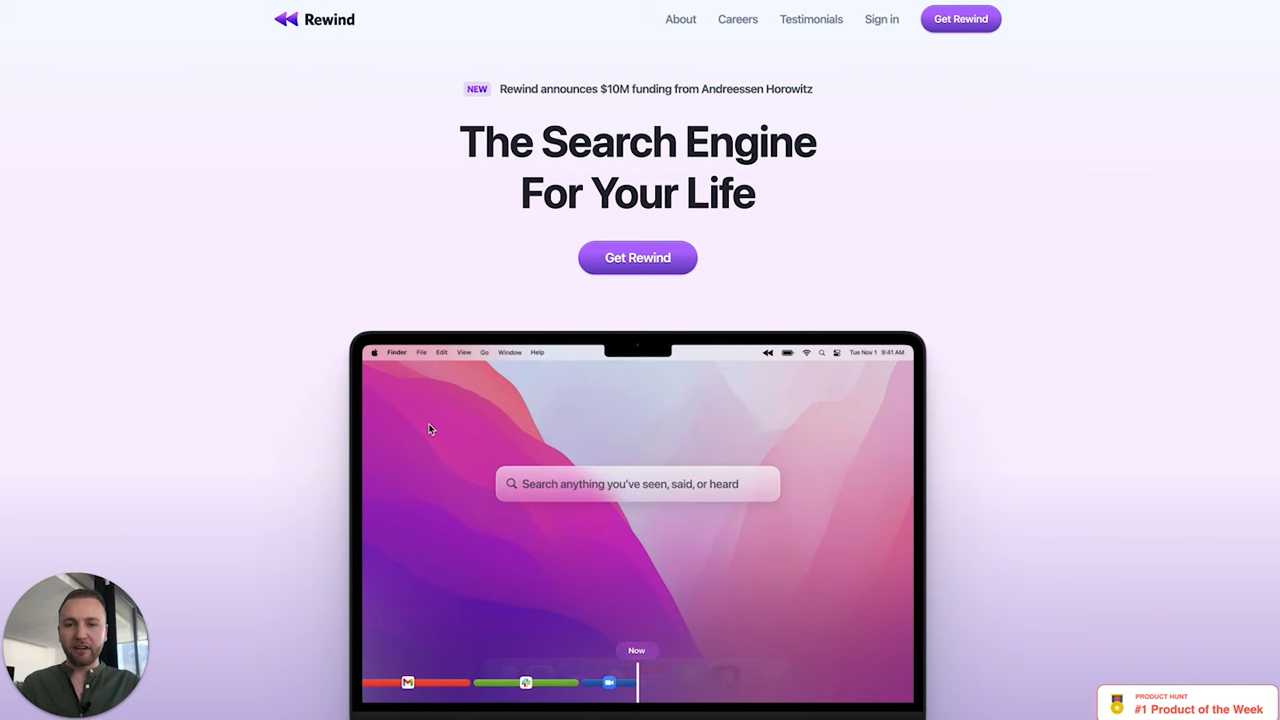 Rewind
About
Careers
Testimonials
Sign in
Get Rewind
NEW
Rewind announces $10M funding from Andreessen Horowitz
The Search Engine
For Your Life
Get Rewind
Finder File Edit View Go Window Help
Tue Nov 1 9:41 AM
Search anything you've seen, said, or heard
Now
PRODUCT HUNT
#1 Product of the Week